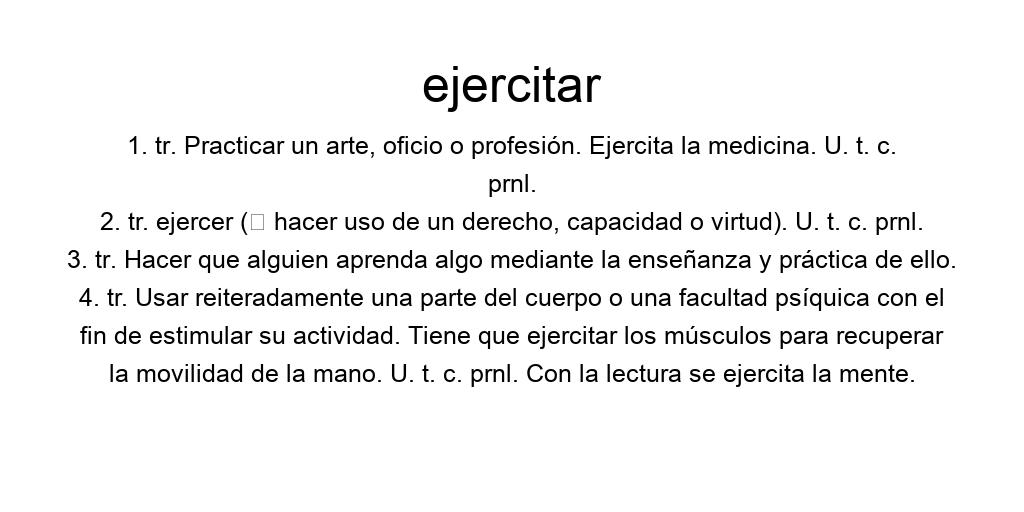 ejercitar
1. tr. Practicar un arte, oficio o profesión. Ejercita la medicina. U. t. c.
prnl.
2. tr. ejercer (▯ hacer uso de un derecho, capacidad o virtud). U. t. c. prnl.
3. tr. Hacer que alguien aprenda algo mediante la enseñanza y práctica de ello.
4. tr. Usar reiteradamente una parte del cuerpo o una facultad psíquica con el
fin de estimular su actividad. Tiene que ejercitar los músculos para recuperar
la movilidad de la mano. U. t. c. prnl. Con la lectura se ejercita la mente.